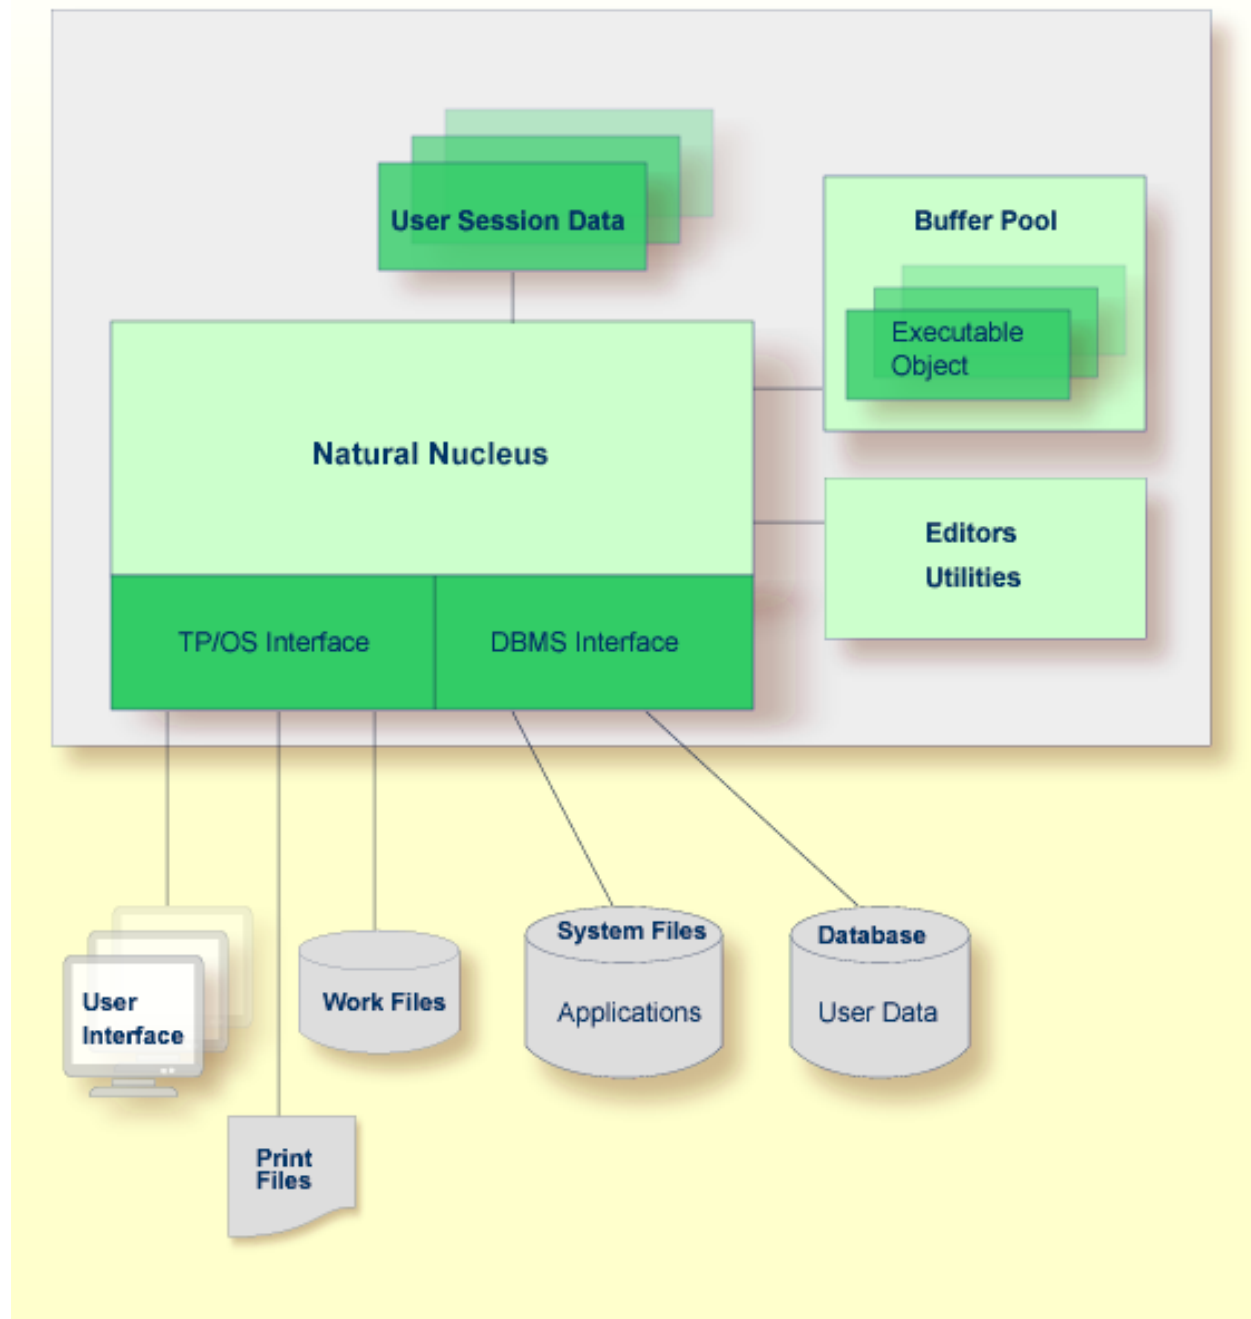 User Session Data
Buffer Pool
Executable
Object
Natural Nucleus
Editors
Utilities
TP/OS Interface
DBMS Interface
System Files
Database
User
Interface
Work Files
Applications
User Data
Print
Files